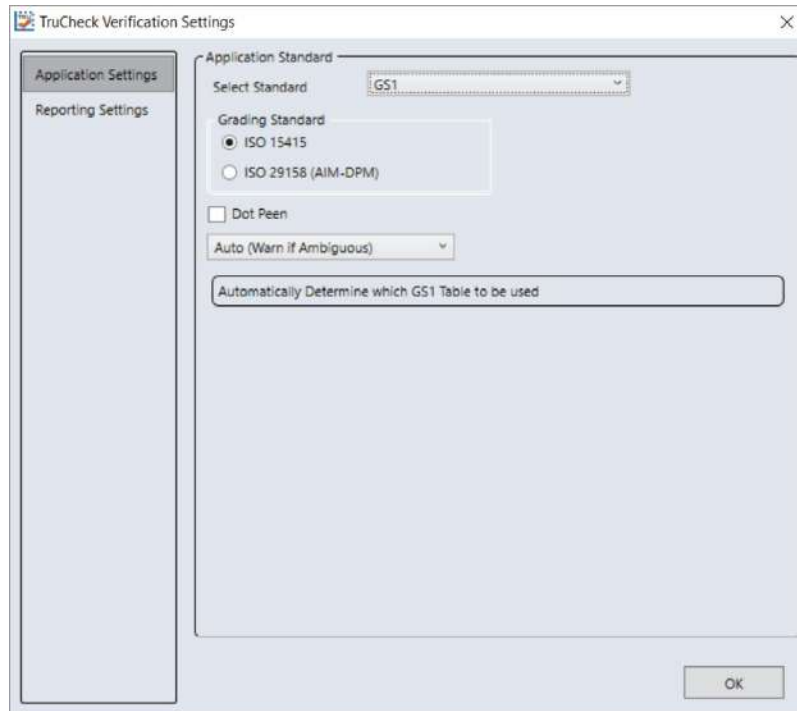 TruCheck Verification Settings
Application Settings
Reporting Settings
Application Standard
Select Standard GS1
Grading Standard
ISO 15415
ISO 29158 (AIM-DPM)
Dot Peen
Auto (Warn if Ambiguous)
Automatically Determine which GS1 Table to be used
OK